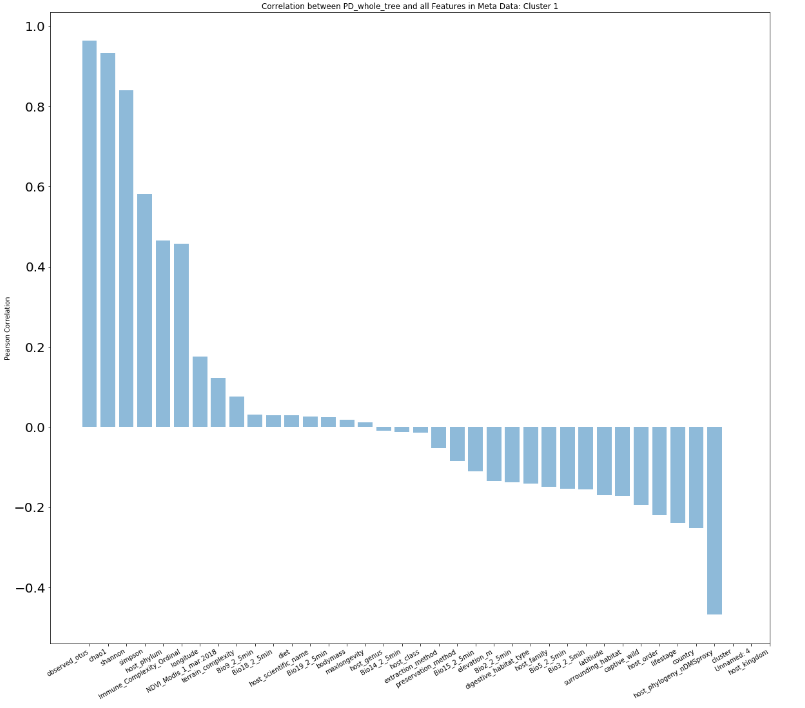 Correlation between PD_whole_tree and all Features in Meta Data: Cluster 1
1.0
0.8
0.6
0.4
0.2
0.0
−0.2
−0.4
Pearson Correlation
observed_otus
chao1
shannon
simpson
host_phylum
Immune_Complexity_Ordinal
longitude
NDVI_Modis_1_mar_2018
terrain_complexity
Bio9_2_5min
Bio18_2_5min
diet
host_scientific_name
Bio19_2_5min
bodymass
maxlongevity
host_genus
Bio14_2_5min
host_class
extraction_method
preservation_method
Bio15_2_5min
elevation_m
Bio2_2_5min
digestive_habitat_type
host_family
Bio5_2_5min
Bio3_2_5min
latitude
surrounding_habitat
captive_wild
host_order
lifestage
country
host_phylogeny_nDMSproxy
cluster
Unnamed: 4
host_kingdom